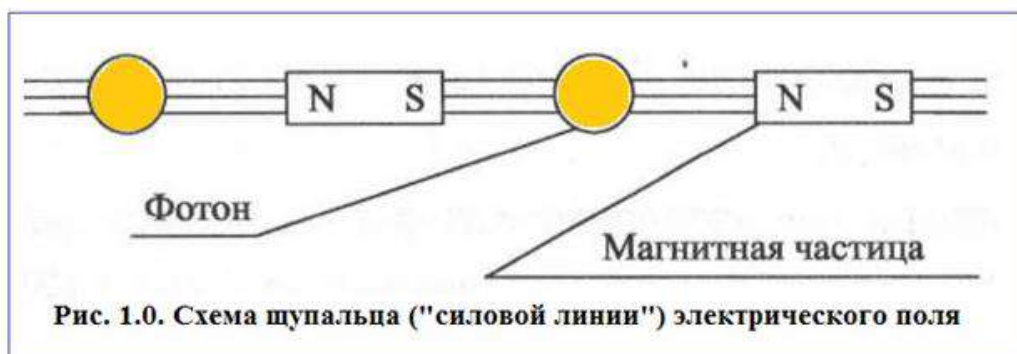 N S N S
Фотон
Магнитная частица
Рис. 1.0. Схема щупальца ("силовой линии") электрического поля